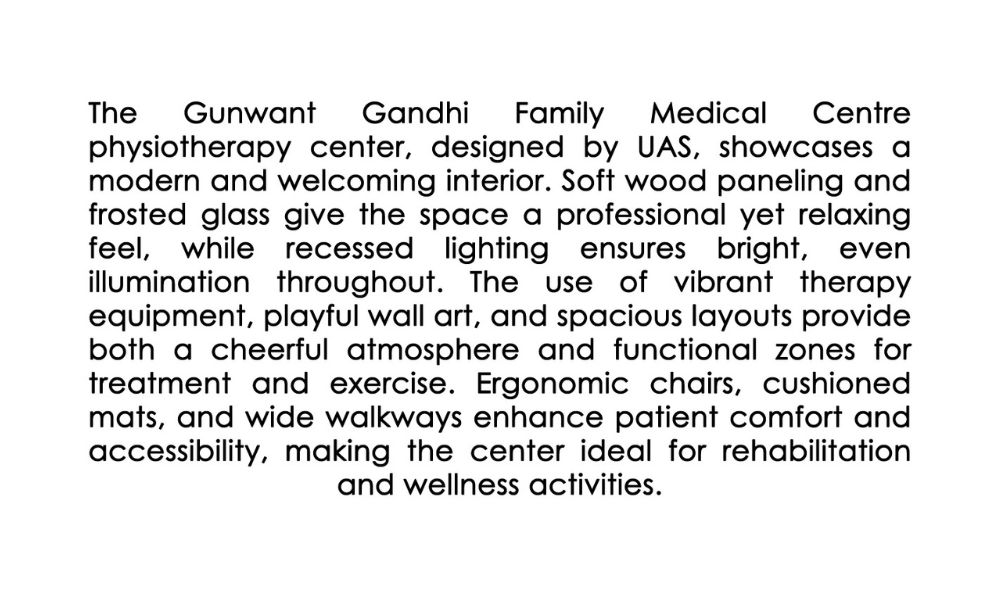 The Gunwant Gandhi Family Medical Centre
physiotherapy center, designed by UAS, showcases a
modern and welcoming interior. Soft wood paneling and
frosted glass give the space a professional yet relaxing
feel, while recessed lighting ensures bright, even
illumination throughout. The use of vibrant therapy
equipment, playful wall art, and spacious layouts provide
both a cheerful atmosphere and functional zones for
treatment and exercise. Ergonomic chairs, cushioned
mats, and wide walkways enhance patient comfort and
accessibility, making the center ideal for rehabilitation
and wellness activities.